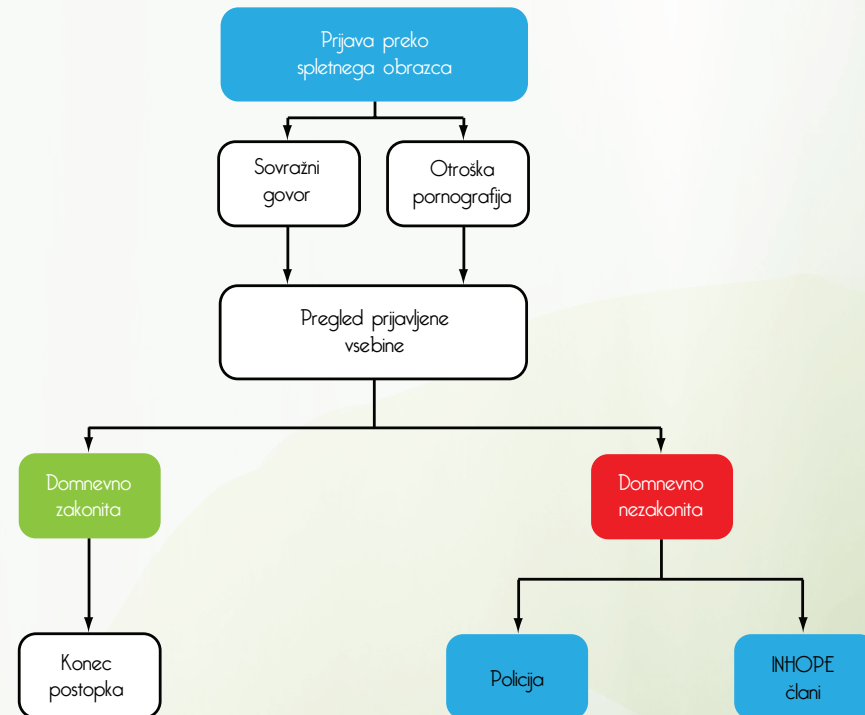 Prijava preko
spletnega obrazca
Sovražni
govor
Otroška
pornografija
Pregled prijavljene
vsebine
Domnevno
zakonita
Domnevno
nezakonita
Konec
postopka
Policija
INHOPE
člani